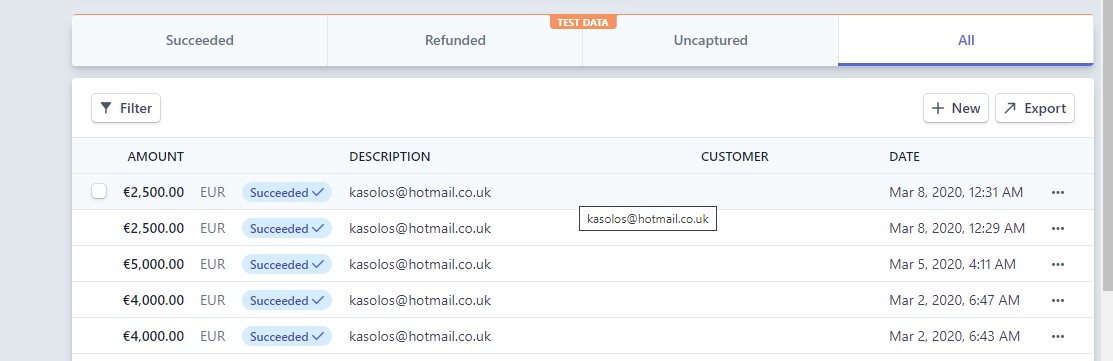 TEST DATA
Succeeded Refunded Uncaptured All
Filter New Export
AMOUNT DESCRIPTION CUSTOMER DATE
€2,500.00 EUR Succeeded kasolos@hotmail.co.uk Mar 8, 2020, 12:31 AM
kasolos@hotmail.co.uk
€2,500.00 EUR Succeeded kasolos@hotmail.co.uk Mar 8, 2020, 12:29 AM
€5,000.00 EUR Succeeded kasolos@hotmail.co.uk Mar 5, 2020, 4:11 AM
€4,000.00 EUR Succeeded kasolos@hotmail.co.uk Mar 2, 2020, 6:47 AM
€4,000.00 EUR Succeeded kasolos@hotmail.co.uk Mar 2, 2020, 6:43 AM